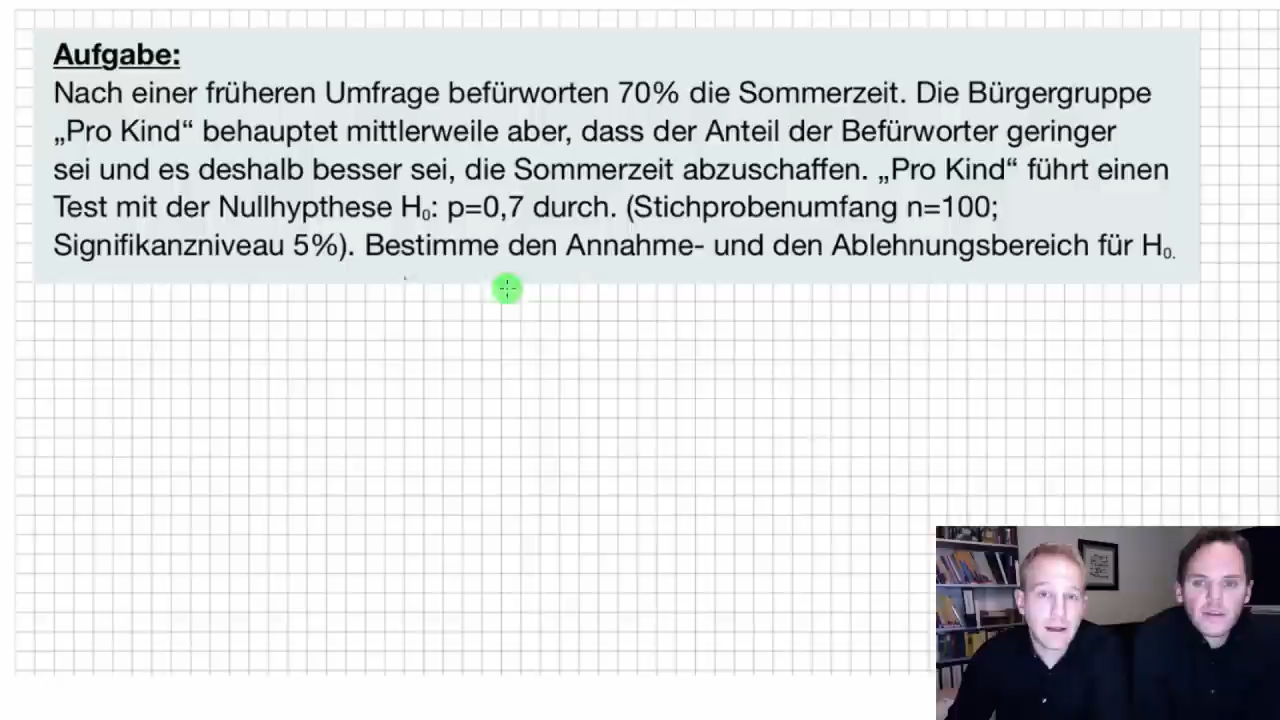 Aufgabe:
Nach einer früheren Umfrage befürworten 70% die Sommerzeit. Die Bürgergruppe
„Pro Kind“ behauptet mittlerweile aber, dass der Anteil der Befürworter geringer
sei und es deshalb besser sei, die Sommerzeit abzuschaffen. „Pro Kind“ führt einen
Test mit der Nullhypthese H₀: p=0,7 durch. (Stichprobenumfang n=100;
Signifikanzniveau 5%). Bestimme den Annahme- und den Ablehnungsbereich für H₀.